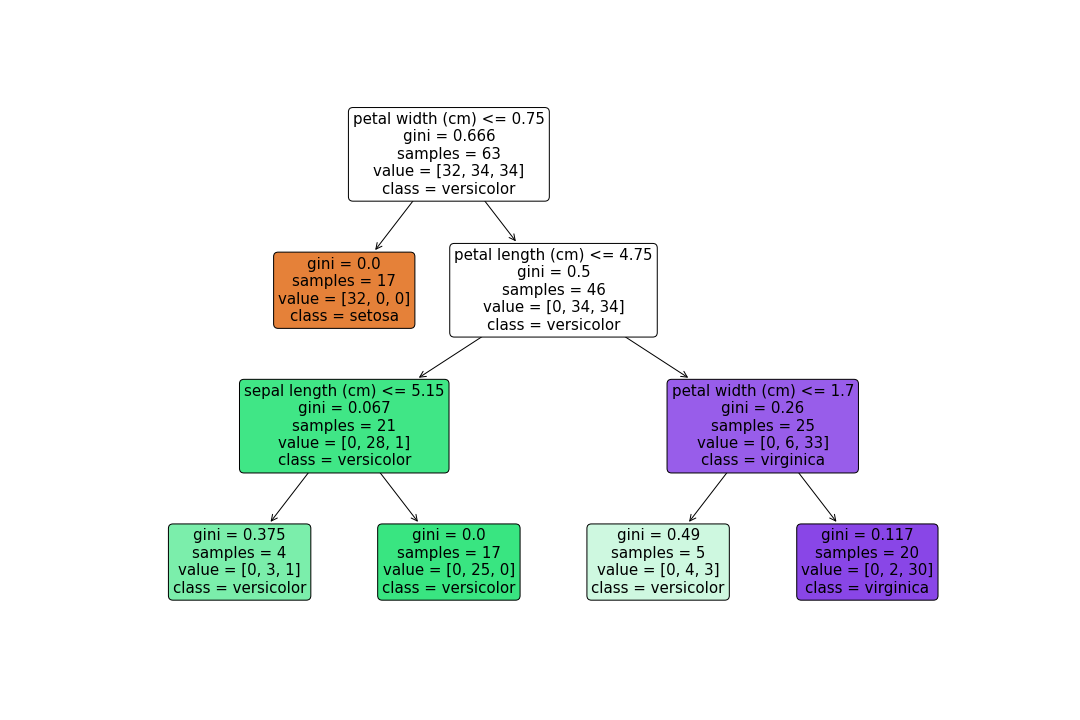 petal width (cm) <= 0.75
gini = 0.666
samples = 63
value = [32, 34, 34]
class = versicolor
gini = 0.0
samples = 17
value = [32, 0, 0]
class = setosa
petal length (cm) <= 4.75
gini = 0.5
samples = 46
value = [0, 34, 34]
class = versicolor
sepal length (cm) <= 5.15
gini = 0.067
samples = 21
value = [0, 28, 1]
class = versicolor
petal width (cm) <= 1.7
gini = 0.26
samples = 25
value = [0, 6, 33]
class = virginica
gini = 0.375
samples = 4
value = [0, 3, 1]
class = versicolor
gini = 0.0
samples = 17
value = [0, 25, 0]
class = versicolor
gini = 0.49
samples = 5
value = [0, 4, 3]
class = versicolor
gini = 0.117
samples = 20
value = [0, 2, 30]
class = virginica